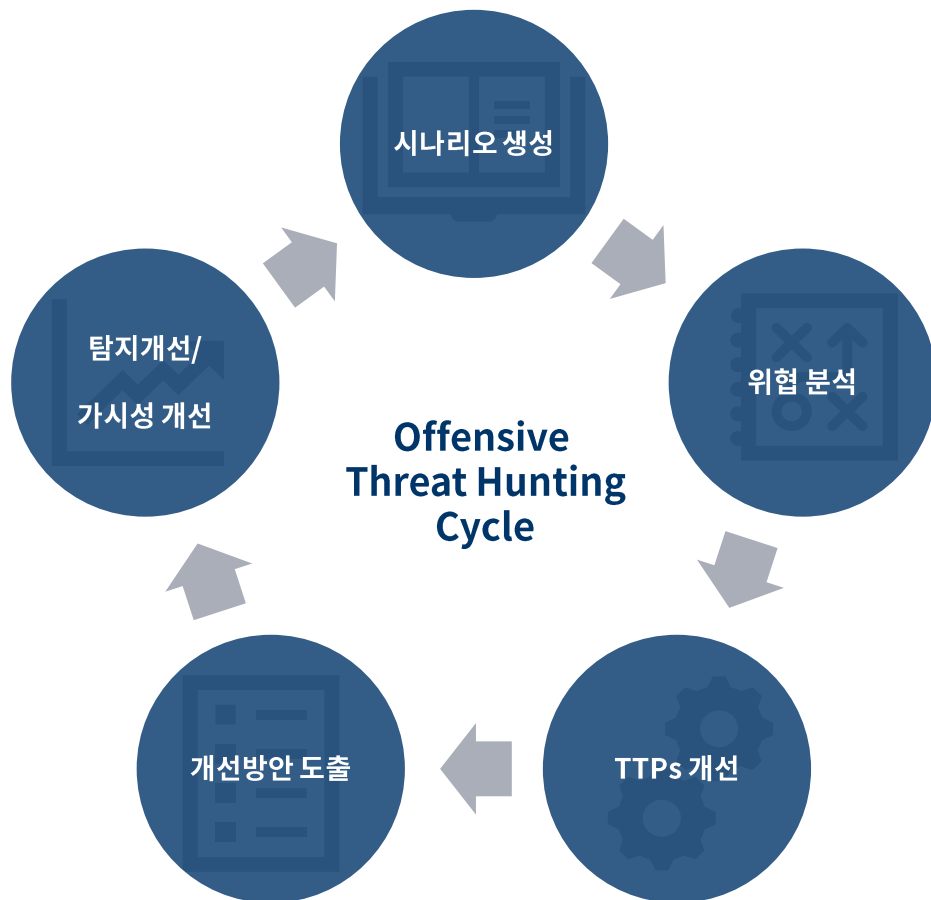 시나리오 생성
위협 분석
TTPs 개선
개선방안 도출
탐지개선/
가시성 개선
Offensive
Threat Hunting
Cycle